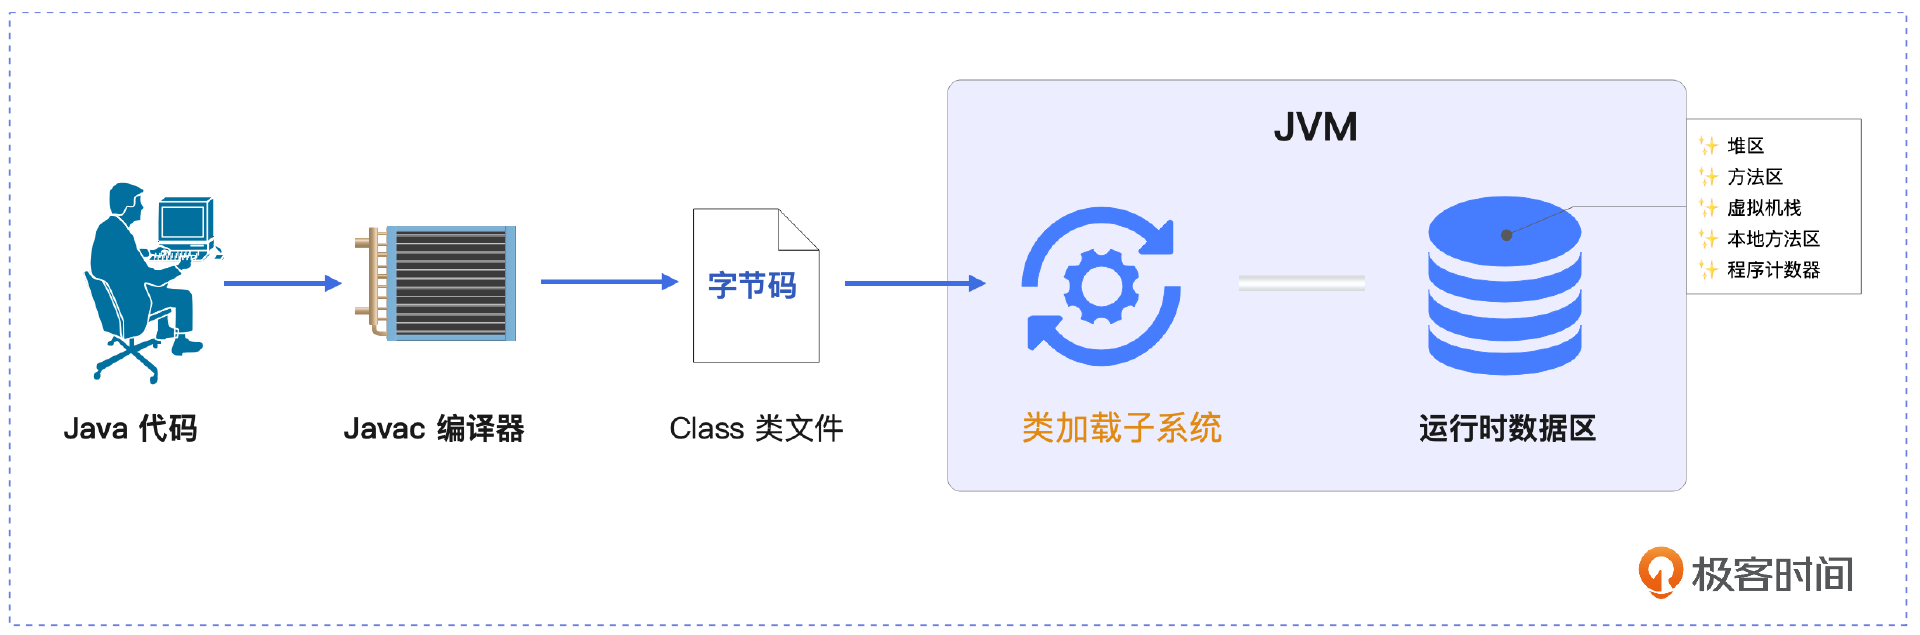 JVM
堆区
方法区
虚拟机栈
本地方法区
程序计数器
字节码
Java 代码
Javac 编译器
Class 类文件
类加载子系统
运行时数据区
极客时间